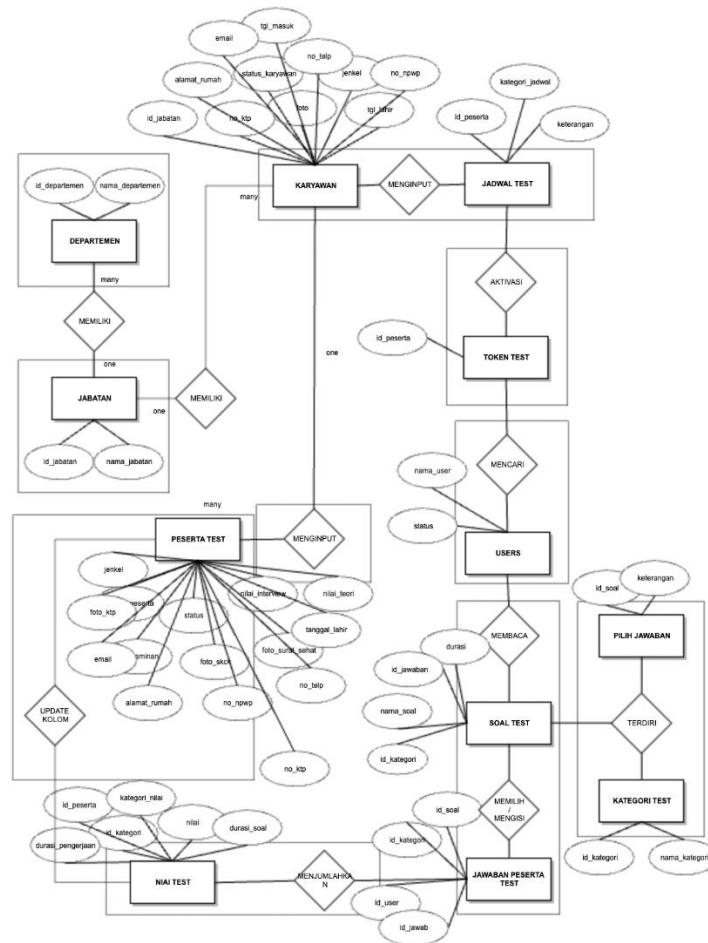 tgl_masuk
email
no_talp
status_karyawan
jenkel
no_npwp
alamat_rumah
kategori_jadwal
id_jabatan
no_ktp
foto
tgl_lahir
id_peserta
keterangan
id_departemen
nama_departemen
KARYAWAN
MENGINPUT
JADWAL TEST
many
DEPARTEMEN
many
AKTIVASI
MEMILIKI
id_peserta
TOKEN TEST
one
one
JABATAN
MEMILIKI
one
id_jabatan
nama_jabatan
nama_user
MENCARI
many
status
PESERTA TEST
MENGINPUT
USERS
jenkel
nilai_interview
nilai_teori
id_soal
keterangan
foto_ktp
status
tanggal_lahir
durasi
MEMBACA
PILIH JAWABAN
email
foto_skck
foto_surat_sehat
id_jawaban
no_talp
alamat_rumah
no_npwp
nama_soal
SOAL TEST
TERDIRI
UPDATE
KOLOM
id_kategori
no_ktp
id_peserta
kategori_nilai
nilai
id_kategori
durasi_soal
durasi_pengerjaan
id_soal
id_kategori
MEMILIH
/
MENGISI
KATEGORI TEST
id_kategori
nama_kategori
NIAI TEST
MENJUMLAHKA
N
JAWABAN PESERTA
TEST
id_user
id_jawab